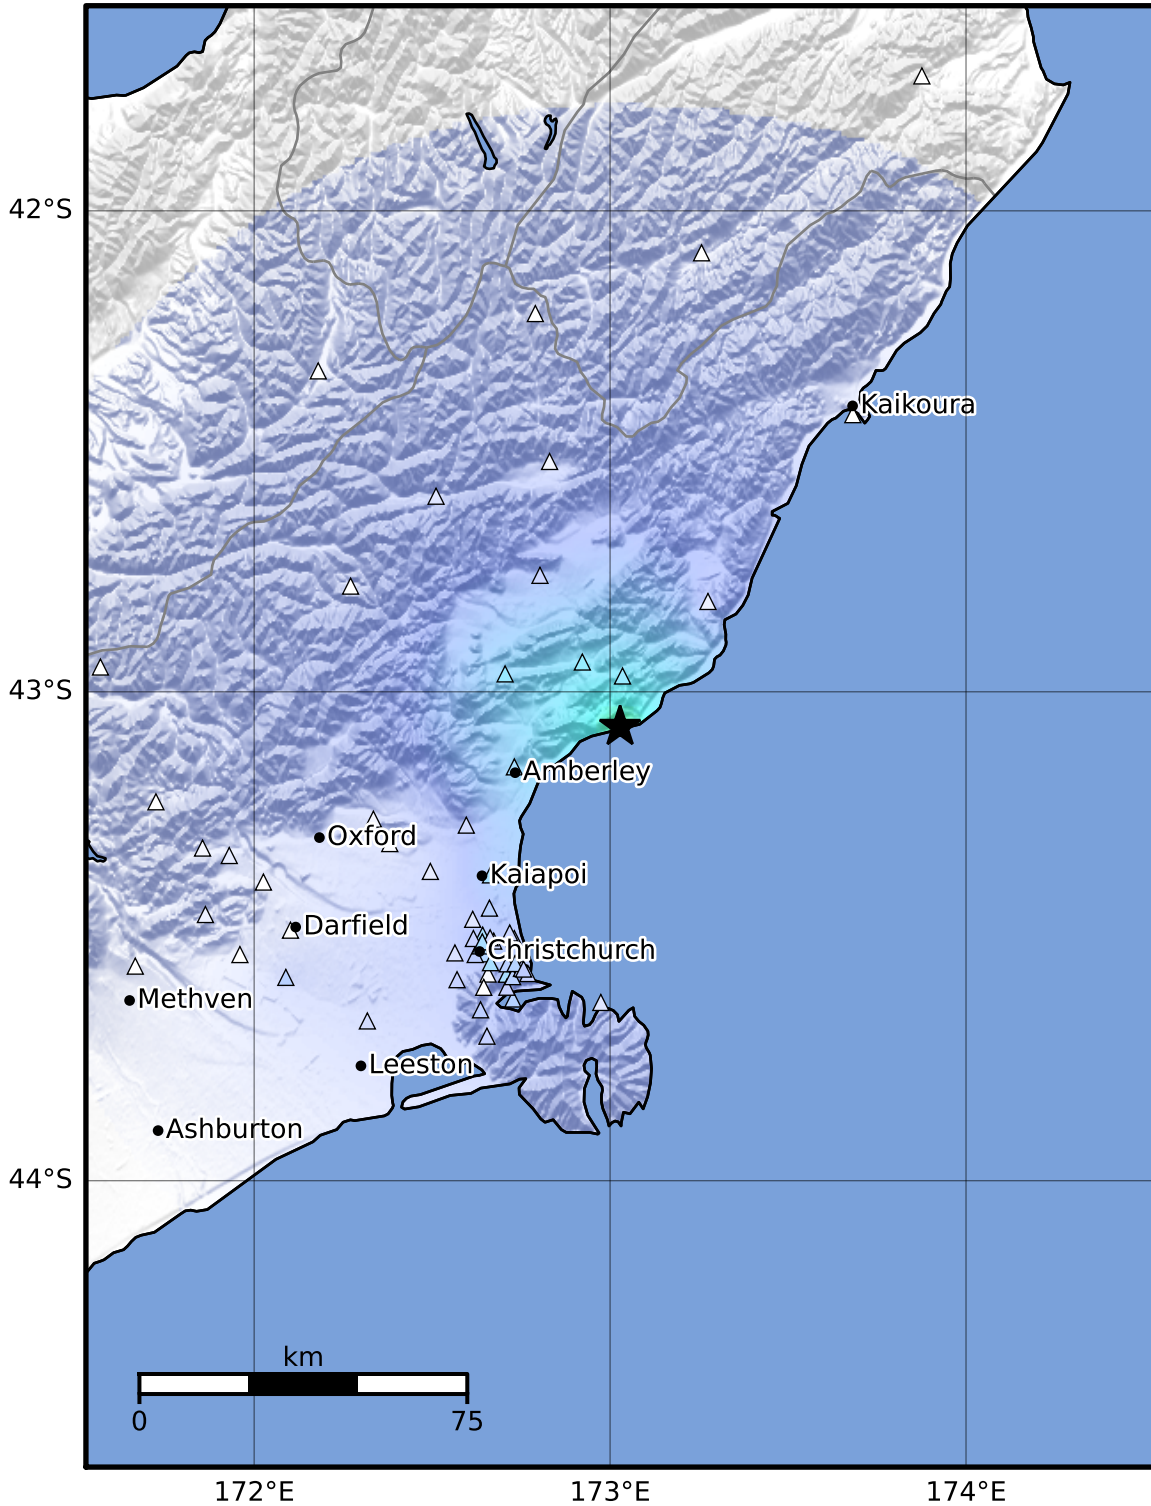 42°S
Kaikoura
43°S
Amberley
Oxford
Kaiapoi
Darfield
Christchurch
Methven
Leeston
Ashburton
44°S
km
0 75
172°E 173°E 174°E